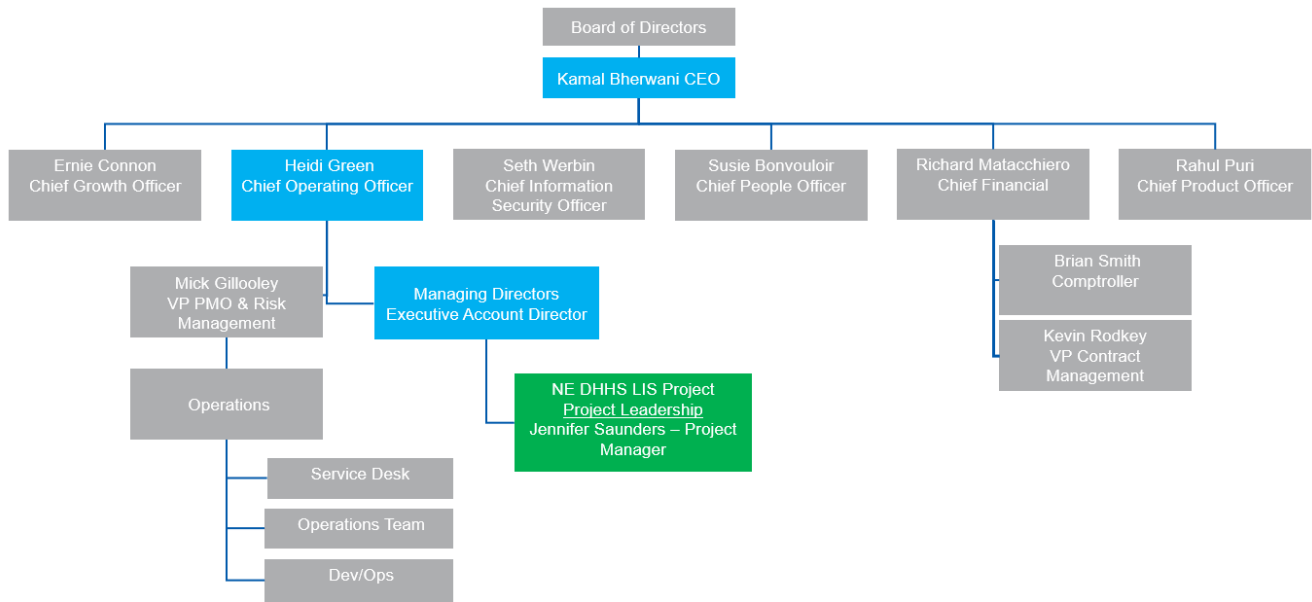 Board of Directors
Kamal Bherwani CEO
Ernie Connon
Chief Growth Officer
Heidi Green
Chief Operating Officer
Seth Werbin
Chief Information
Security Officer
Susie Bonvouloir
Chief People Officer
Richard Matacchiero
Chief Financial
Rahul Puri
Chief Product Officer
Mick Gillooley
VP PMO & Risk
Management
Managing Directors
Executive Account Director
Brian Smith
Comptroller
Kevin Rodkey
VP Contract
Management
Operations
NE DHHS LIS Project
Project Leadership
Jennifer Saunders – Project
Manager
Service Desk
Operations Team
Dev/Ops